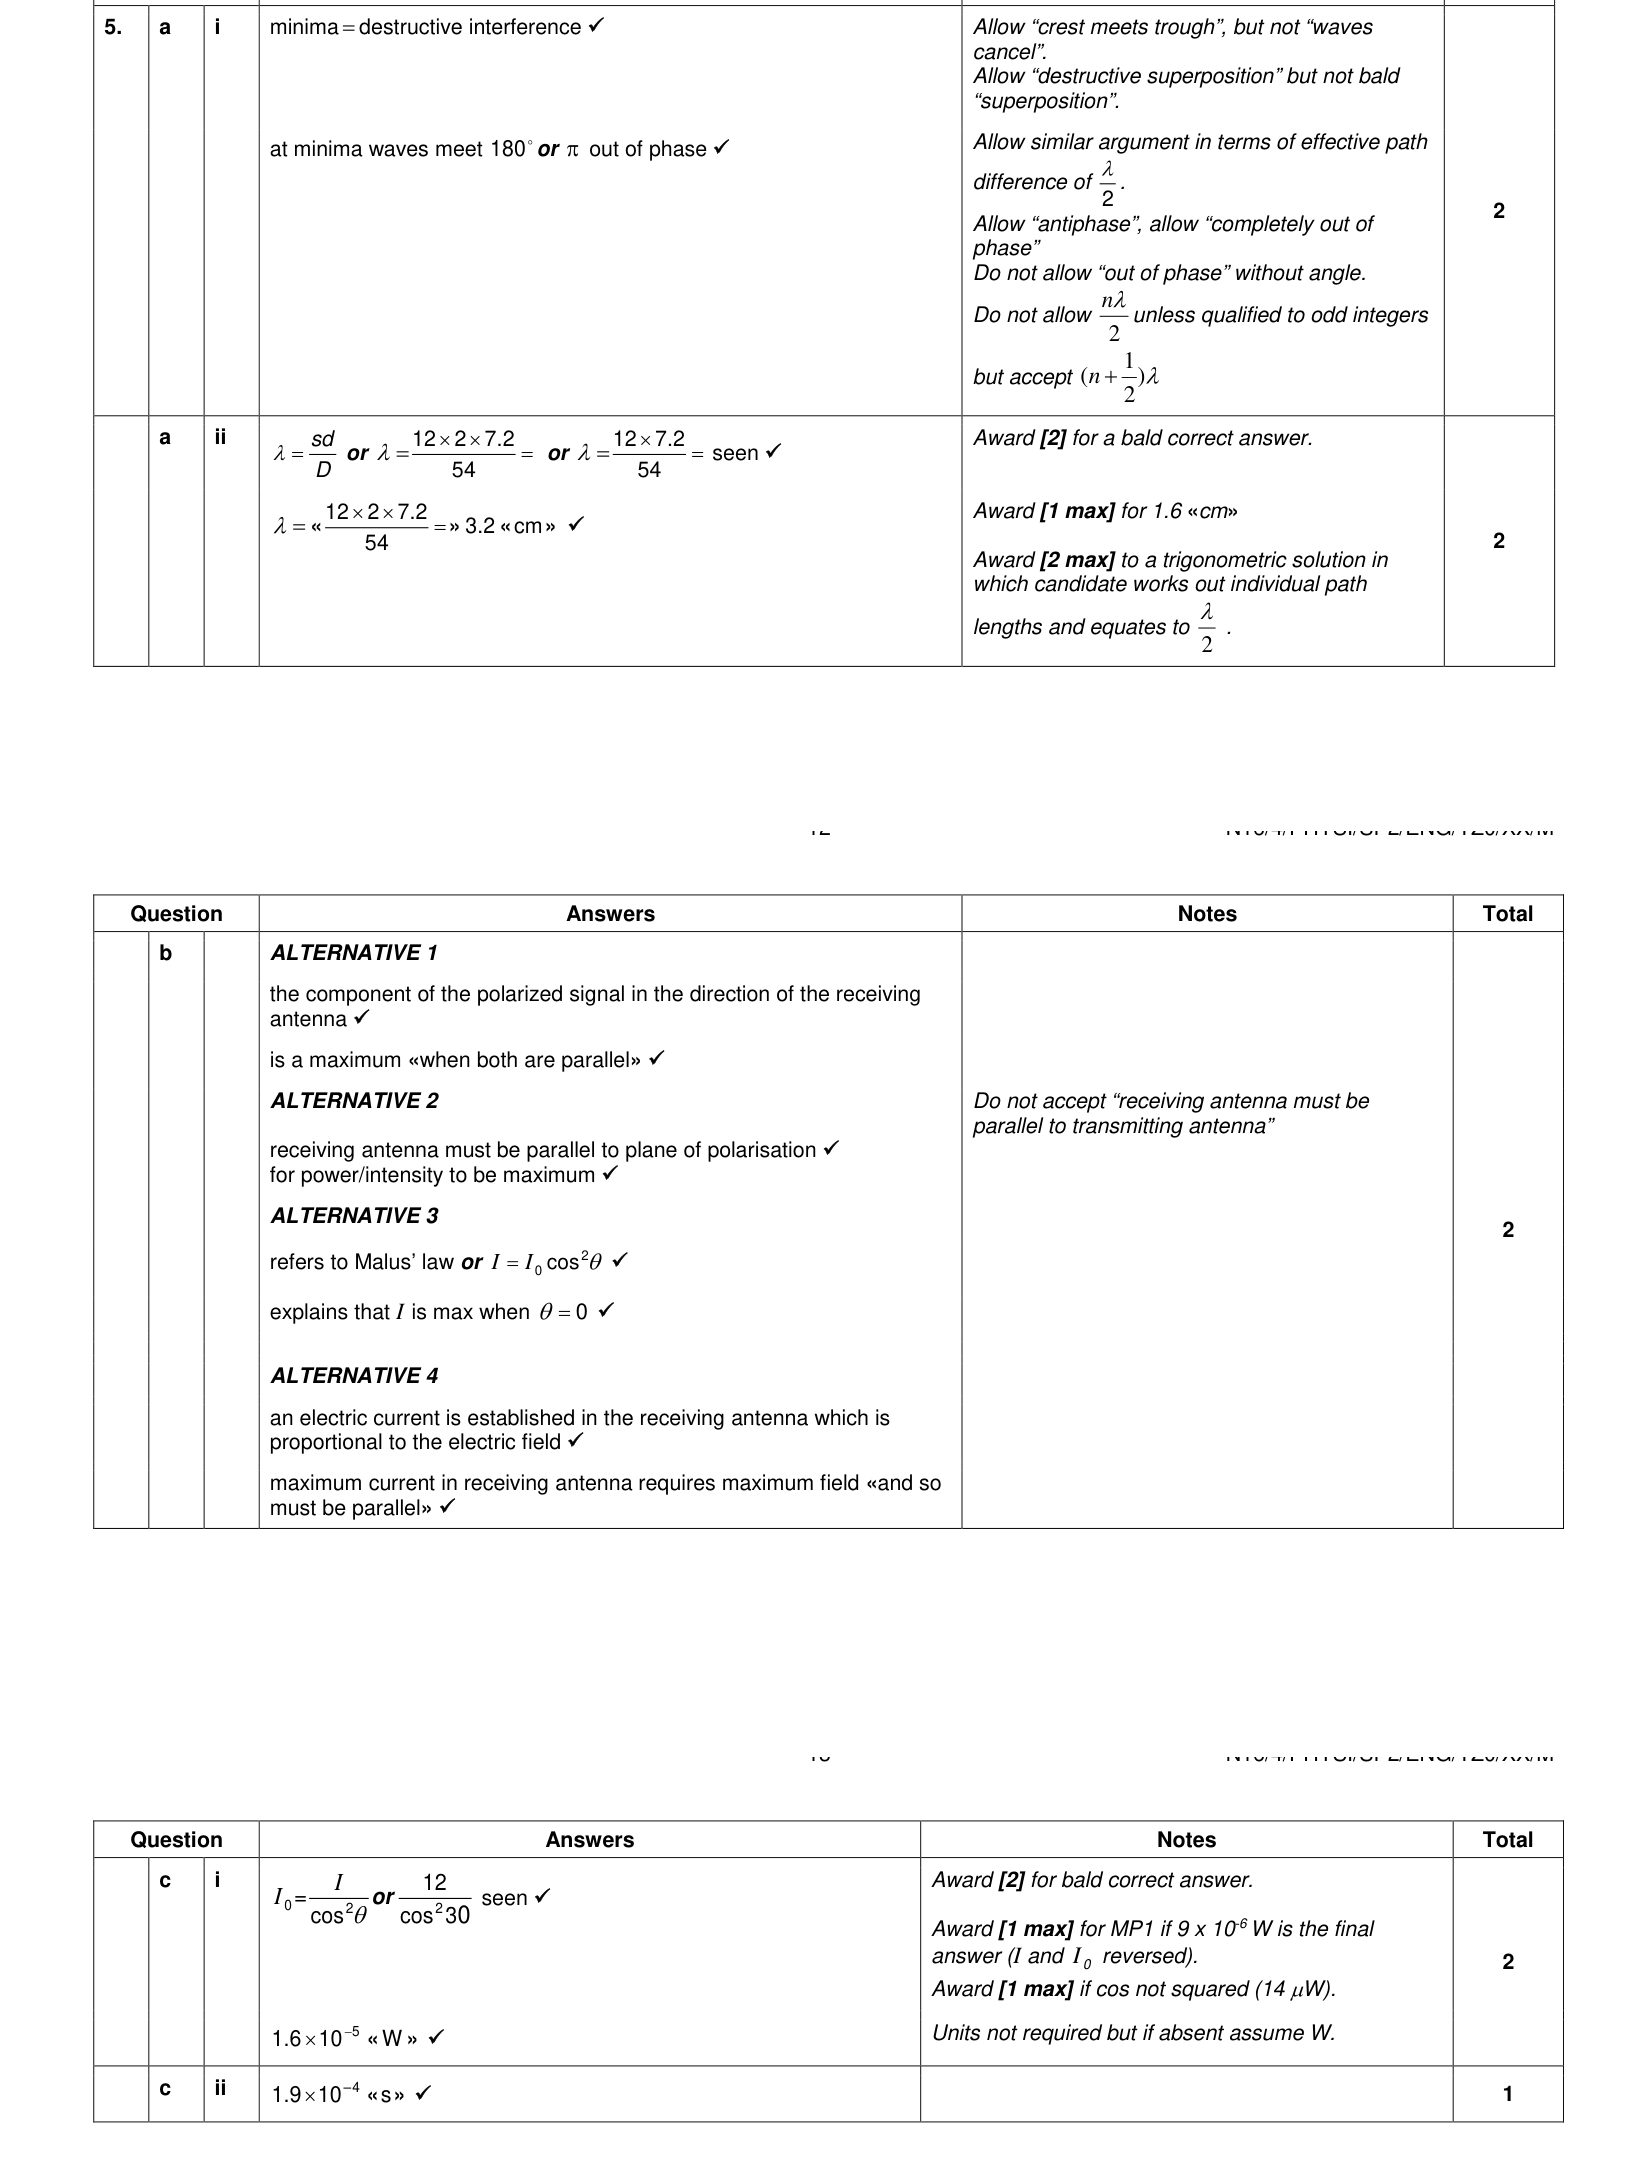 5. a i minima = destructive interference ✓ Allow “crest meets trough”, but not “waves
cancel”.
Allow “destructive superposition” but not bald
“superposition”.
at minima waves meet 180° or π out of phase ✓ Allow similar argument in terms of effective path
difference of λ/2 .
2
Allow “antiphase”, allow “completely out of
phase”
Do not allow “out of phase” without angle.
Do not allow nλ/2 unless qualified to odd integers
but accept (n+1/2)λ
a ii λ = sd/D or λ = 12×2×7.2/54 = or λ = 12×7.2/54 = seen ✓ Award [2] for a bald correct answer.
λ = «12×2×7.2/54 =» 3.2 «cm» ✓ Award [1 max] for 1.6 «cm»
2
Award [2 max] to a trigonometric solution in
which candidate works out individual path
lengths and equates to λ/2 .
Question Answers Notes Total
b ALTERNATIVE 1
the component of the polarized signal in the direction of the receiving
antenna ✓
is a maximum «when both are parallel» ✓
ALTERNATIVE 2 Do not accept “receiving antenna must be
parallel to transmitting antenna”
receiving antenna must be parallel to plane of polarisation ✓
for power/intensity to be maximum ✓
ALTERNATIVE 3
2
refers to Malus’ law or I = I₀ cos²θ ✓
explains that I is max when θ = 0 ✓
ALTERNATIVE 4
an electric current is established in the receiving antenna which is
proportional to the electric field ✓
maximum current in receiving antenna requires maximum field «and so
must be parallel» ✓
Question Answers Notes Total
c i I₀ = I/cos²θ or 12/cos²30 seen ✓ Award [2] for bald correct answer.
Award [1 max] for MP1 if 9 x 10⁻⁶ W is the final
answer (I and I₀ reversed).
2
Award [1 max] if cos not squared (14 μW).
1.6×10⁻⁵ «W» ✓ Units not required but if absent assume W.
c ii 1.9×10⁻⁴ «s» ✓ 1